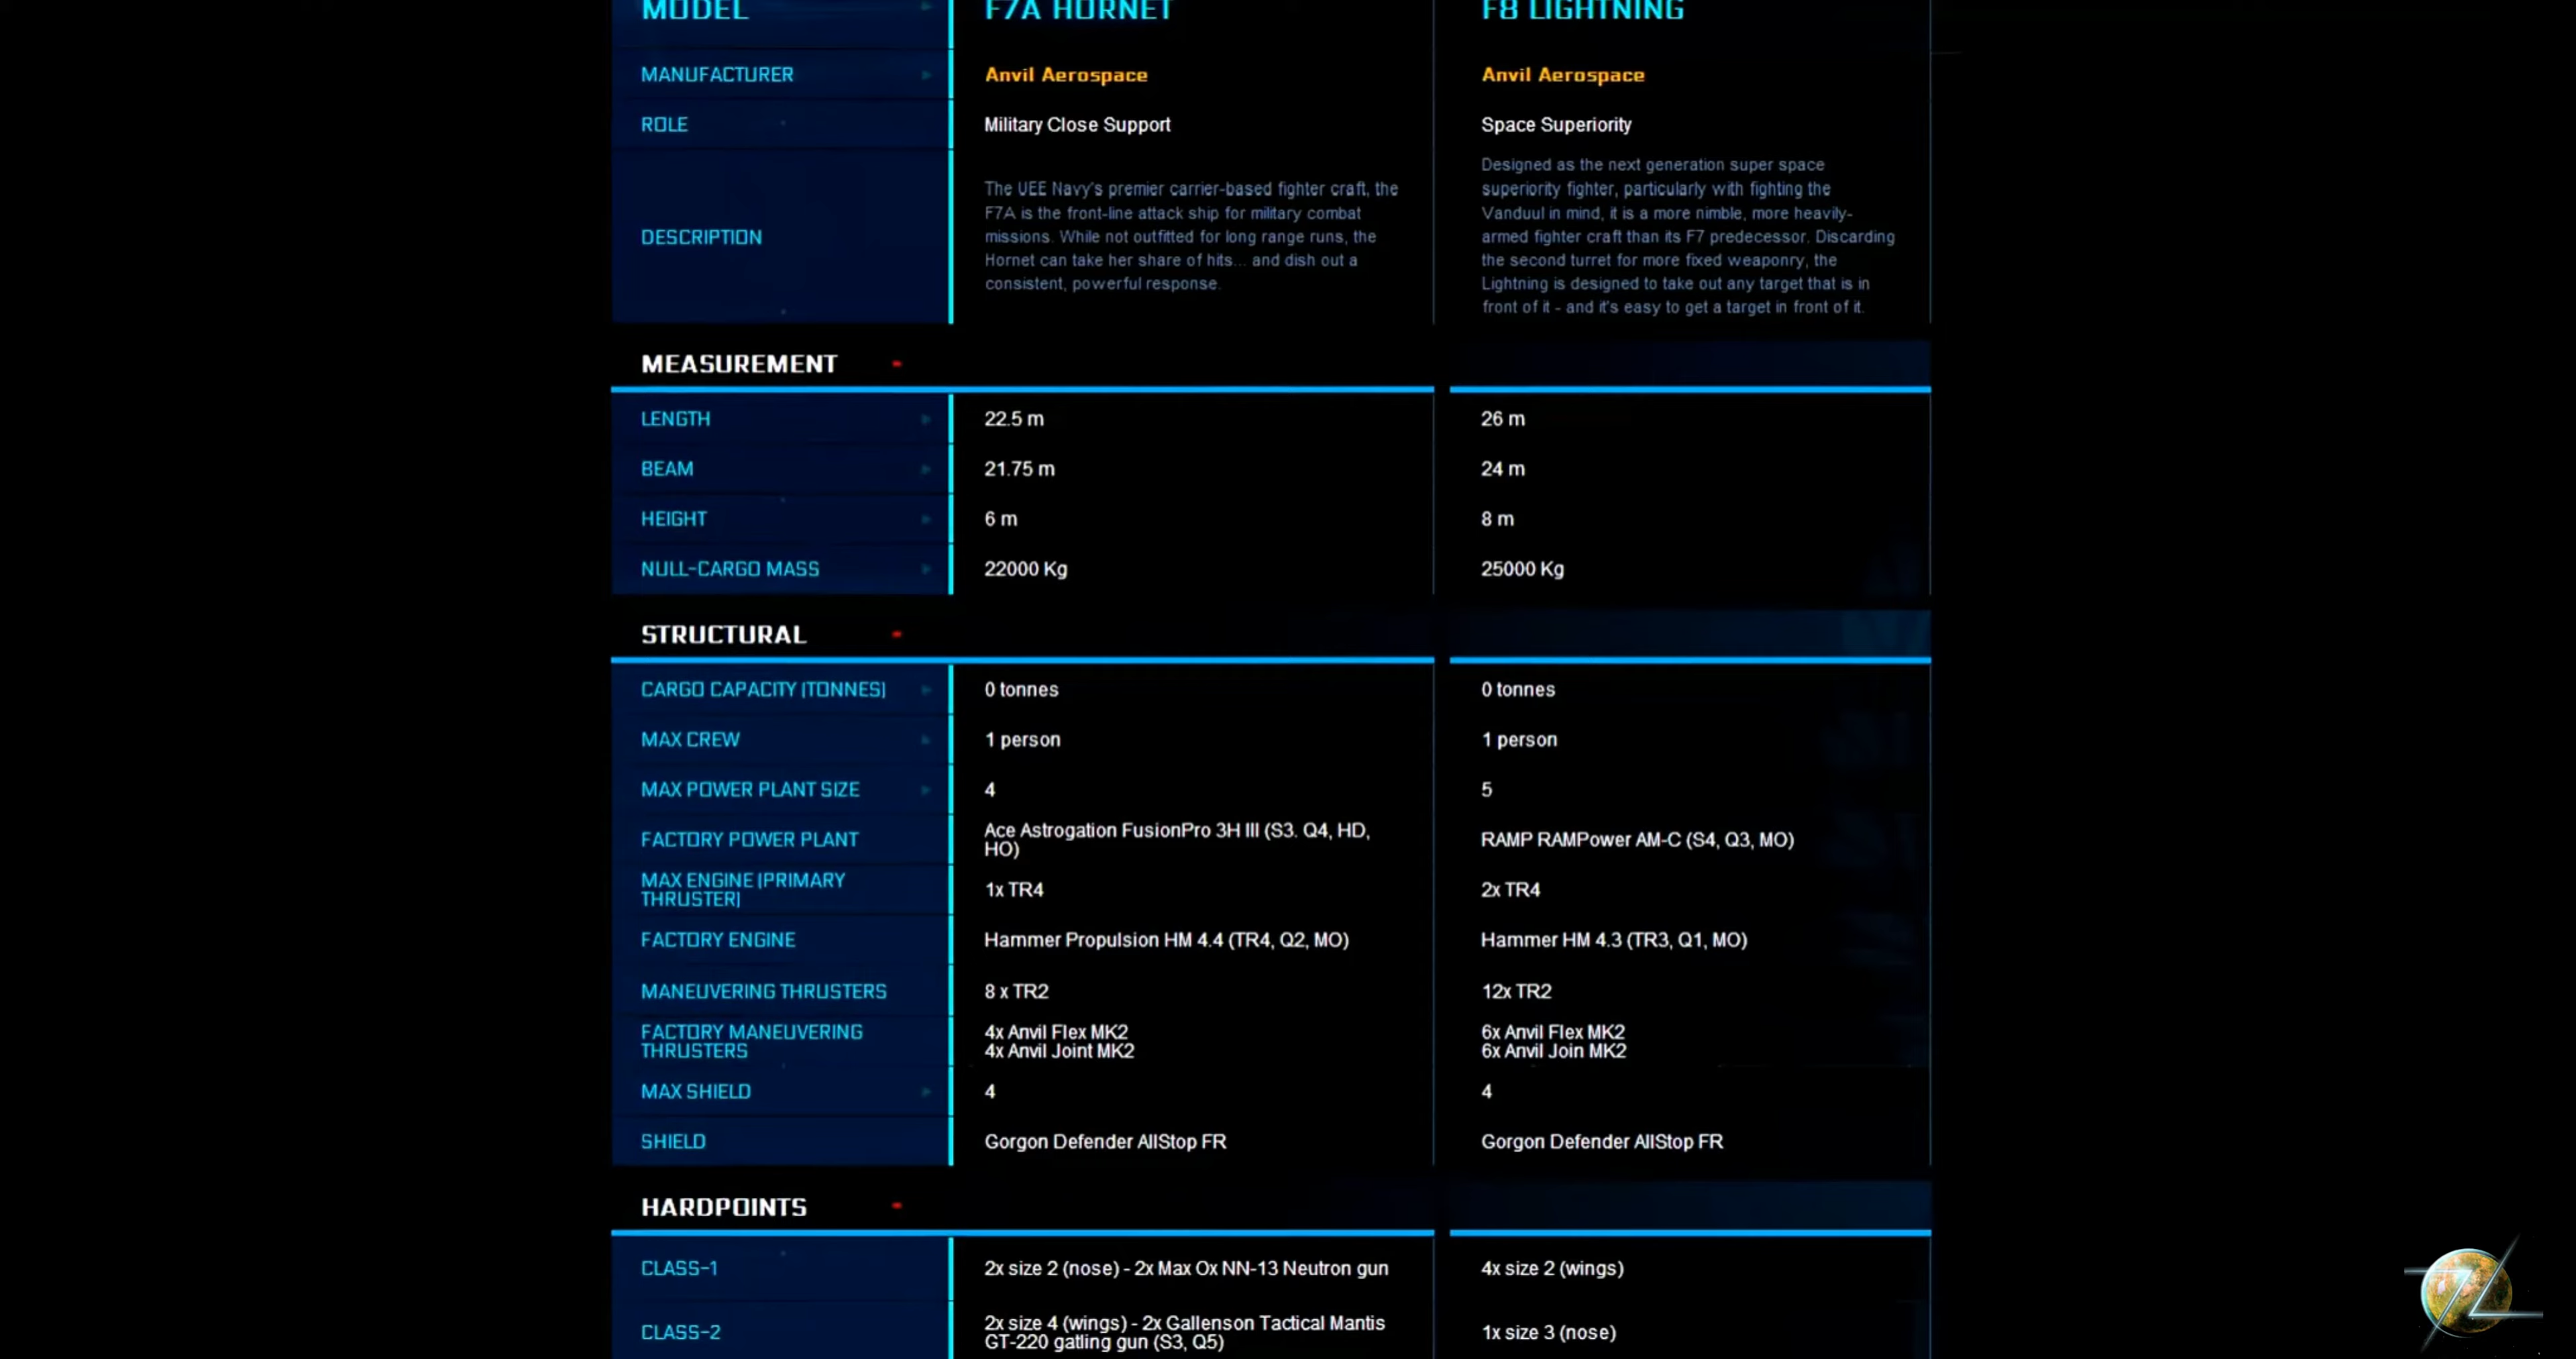 MODEL F7A HORNET F8 LIGHTNING
MANUFACTURER Anvil Aerospace Anvil Aerospace
ROLE Military Close Support Space Superiority
DESCRIPTION
The UEE Navy's premier carrier-based fighter craft, the
F7A is the front-line attack ship for military combat
missions. While not outfitted for long range runs, the
Hornet can take her share of hits... and dish out a
consistent, powerful response.
Designed as the next generation super space
superiority fighter, particularly with fighting the
Vanduul in mind, it is a more nimble, more heavily-
armed fighter craft than its F7 predecessor. Discarding
the second turret for more fixed weaponry, the
Lightning is designed to take out any target that is in
front of it - and it's easy to get a target in front of it.
MEASUREMENT -
LENGTH 22.5 m 26 m
BEAM 21.75 m 24 m
HEIGHT 6 m 8 m
NULL-CARGO MASS 22000 Kg 25000 Kg
STRUCTURAL -
CARGO CAPACITY (TONNES) 0 tonnes 0 tonnes
MAX CREW 1 person 1 person
MAX POWER PLANT SIZE 4 5
FACTORY POWER PLANT
Ace Astrogation FusionPro 3H III (S3. Q4, HD,
HO)
RAMP RAMPower AM-C (S4, Q3, MO)
MAX ENGINE (PRIMARY
THRUSTER)
1x TR4 2x TR4
FACTORY ENGINE Hammer Propulsion HM 4.4 (TR4, Q2, MO) Hammer HM 4.3 (TR3, Q1, MO)
MANEUVERING THRUSTERS 8 x TR2 12x TR2
FACTORY MANEUVERING
THRUSTERS
4x Anvil Flex MK2
4x Anvil Joint MK2
6x Anvil Flex MK2
6x Anvil Join MK2
MAX SHIELD 4 4
SHIELD Gorgon Defender AllStop FR Gorgon Defender AllStop FR
HARDPOINTS -
CLASS-1 2x size 2 (nose) - 2x Max Ox NN-13 Neutron gun 4x size 2 (wings)
CLASS-2
2x size 4 (wings) - 2x Gallenson Tactical Mantis
GT-220 gatling gun (S3, Q5)
1x size 3 (nose)